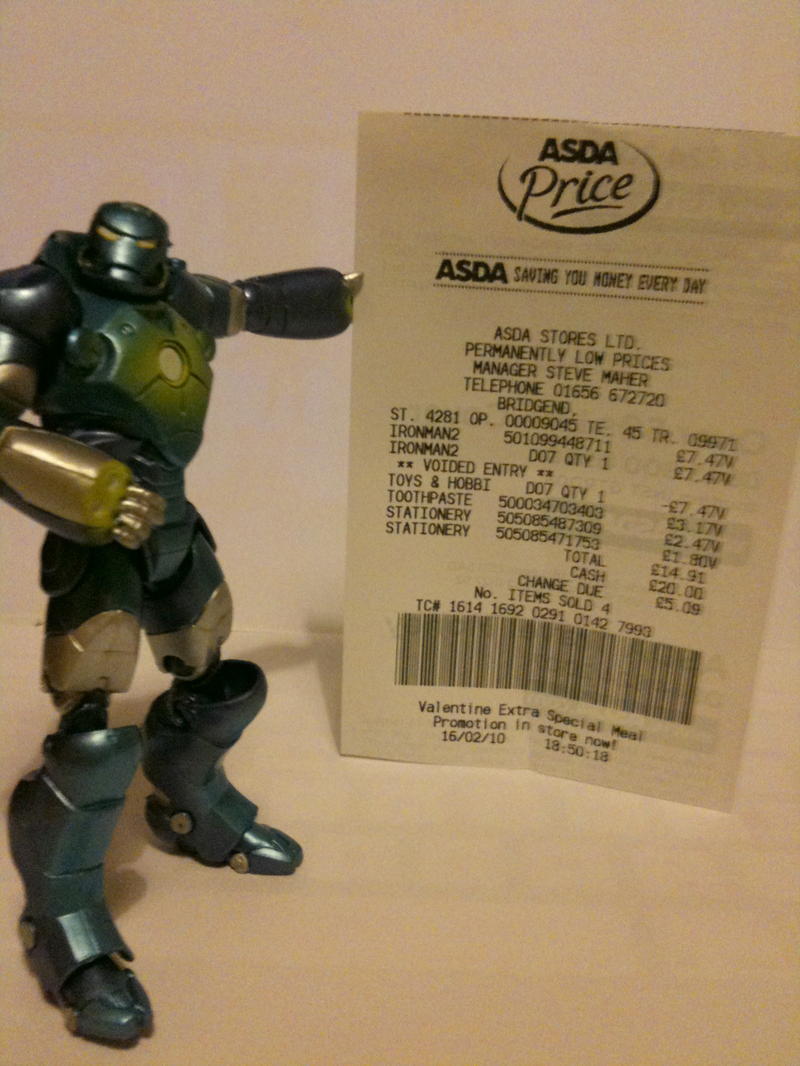 ASDA
Price
ASDA SAVING YOU MONEY EVERY DAY
ASDA STORES LTD.
PERMANENTLY LOW PRICES
MANAGER STEVE MAHER
TELEPHONE 01656 672720
BRIDGEND,
ST. 4281 OP. 00009045 TE. 45 TR. 09971
IRONMAN2 501099448711 £7.47V
IRONMAN2 D07 QTY 1 £7.47V
** VOIDED ENTRY **
TOYS & HOBBI D07 QTY 1 -£7.47V
TOOTHPASTE 500034703403 £3.17V
STATIONERY 505085487309 £2.47V
STATIONERY 505085471753 £1.80V
TOTAL £14.91
CASH £20.00
CHANGE DUE £5.09
No. ITEMS SOLD 4
TC# 1614 1692 0291 0142 7993
Valentine Extra Special Meal
Promotion in store now!
16/02/10 18:50:18